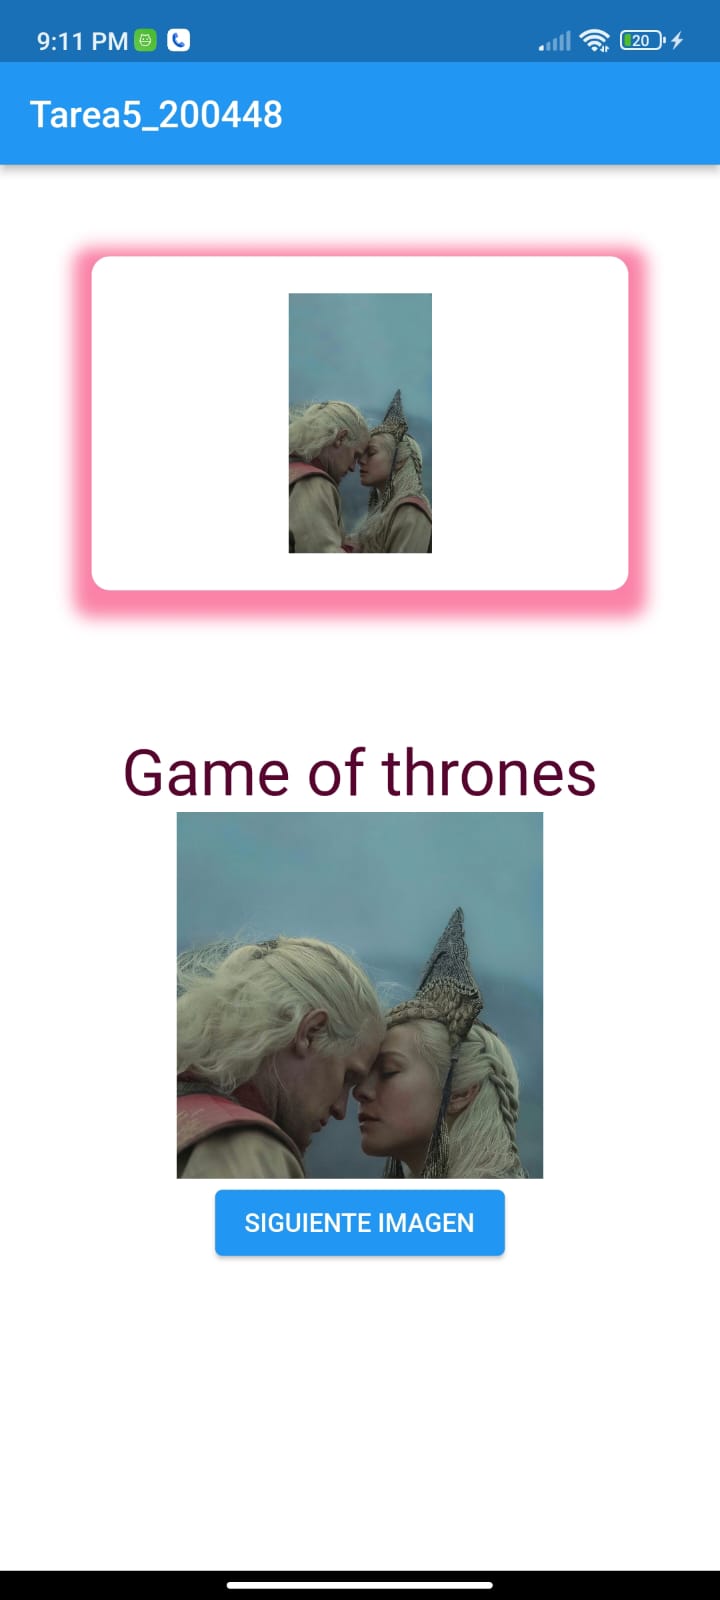 9:11 PM
20
Tarea5_200448
Game of thrones
SIGUIENTE IMAGEN